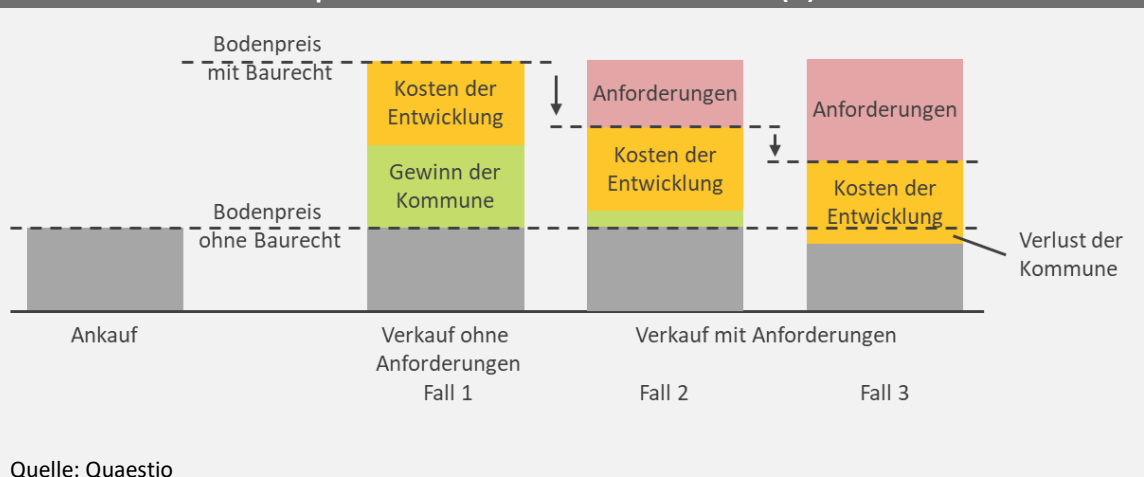 Bodenpreis
mit Baurecht
Kosten der
Entwicklung
Gewinn der
Kommune
Anforderungen
Kosten der
Entwicklung
Anforderungen
Kosten der
Entwicklung
Bodenpreis
ohne Baurecht
Verlust der
Kommune
Ankauf
Verkauf ohne
Anforderungen
Fall 1
Verkauf mit Anforderungen
Fall 2
Fall 3
Quelle: Quaestio